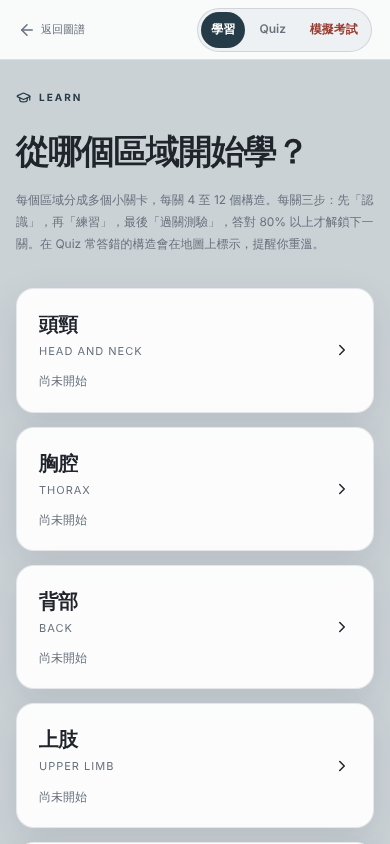 返回圖譜
學習 Quiz 模擬考試
LEARN
從哪個區域開始學？
每個區域分成多個小關卡，每關 4 至 12 個構造。每關三步：先「認
識」，再「練習」，最後「過關測驗」，答對 80% 以上才解鎖下一
關。在 Quiz 常答錯的構造會在地圖上標示，提醒你重溫。
頭頸
HEAD AND NECK
尚未開始
胸腔
THORAX
尚未開始
背部
BACK
尚未開始
上肢
UPPER LIMB
尚未開始